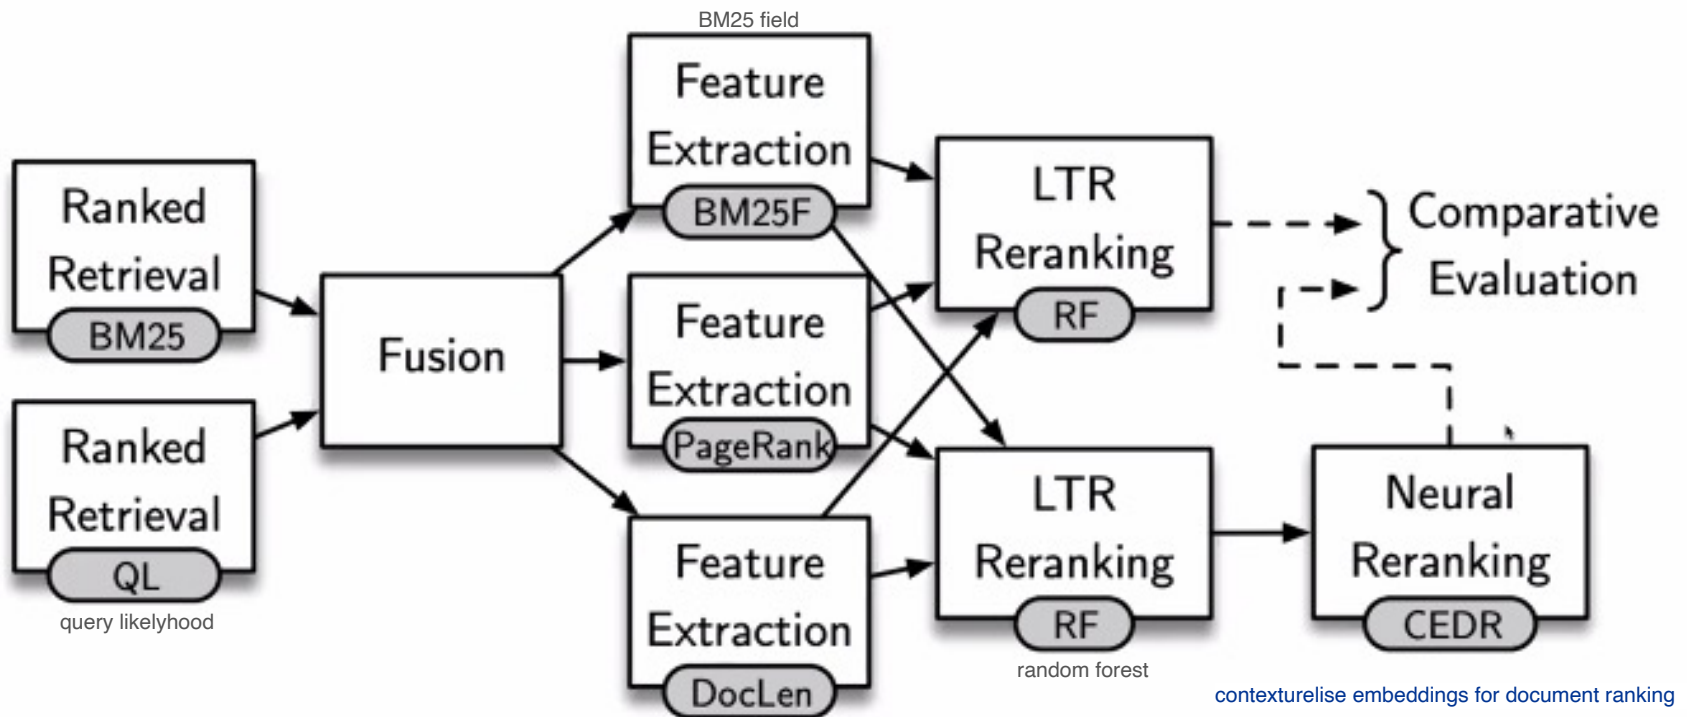 BM25 field
Feature
Extraction
BM25F
Ranked
Retrieval
BM25
Ranked
Retrieval
QL
query likelyhood
Fusion
Feature
Extraction
PageRank
Feature
Extraction
DocLen
LTR
Reranking
RF
LTR
Reranking
RF
random forest
Comparative
Evaluation
Neural
Reranking
CEDR
contexturelise embeddings for document ranking